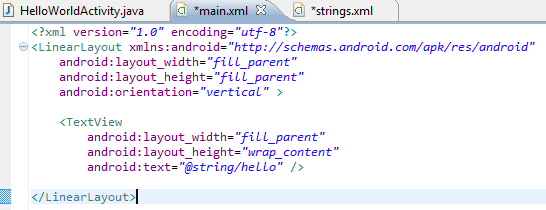 HelloWorldActivity.java *main.xml *strings.xml
<?xml version="1.0" encoding="utf-8"?>
<LinearLayout xmlns:android="http://schemas.android.com/apk/res/android"
    android:layout_width="fill_parent"
    android:layout_height="fill_parent"
    android:orientation="vertical" >
    <TextView
        android:layout_width="fill_parent"
        android:layout_height="wrap_content"
        android:text="@string/hello" />
</LinearLayout>